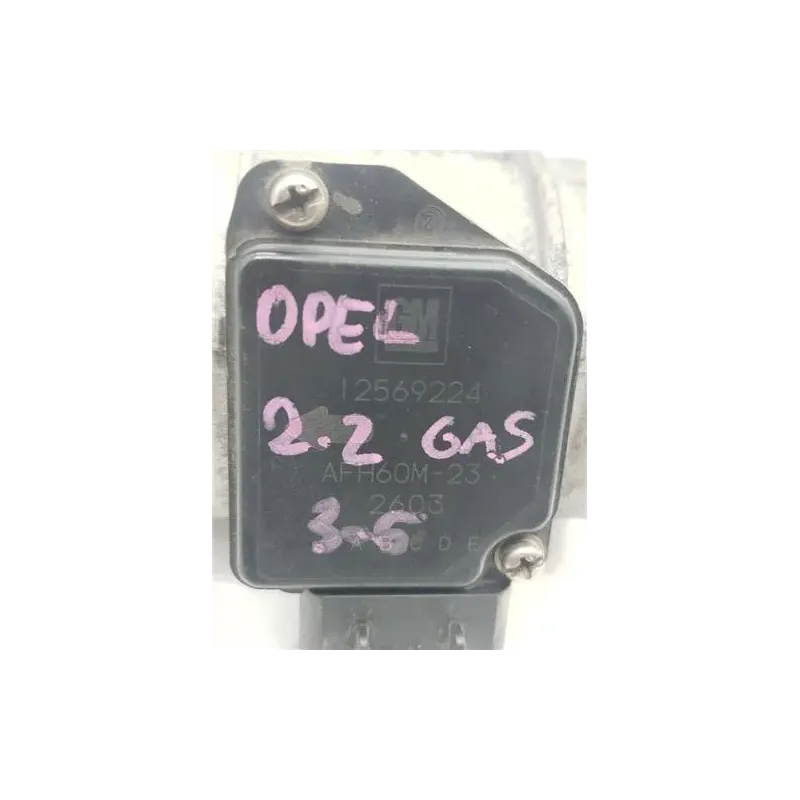 OPEL GM
12569224
2.2 GAS
AFH60M-23
2603
3-5
A B C D E